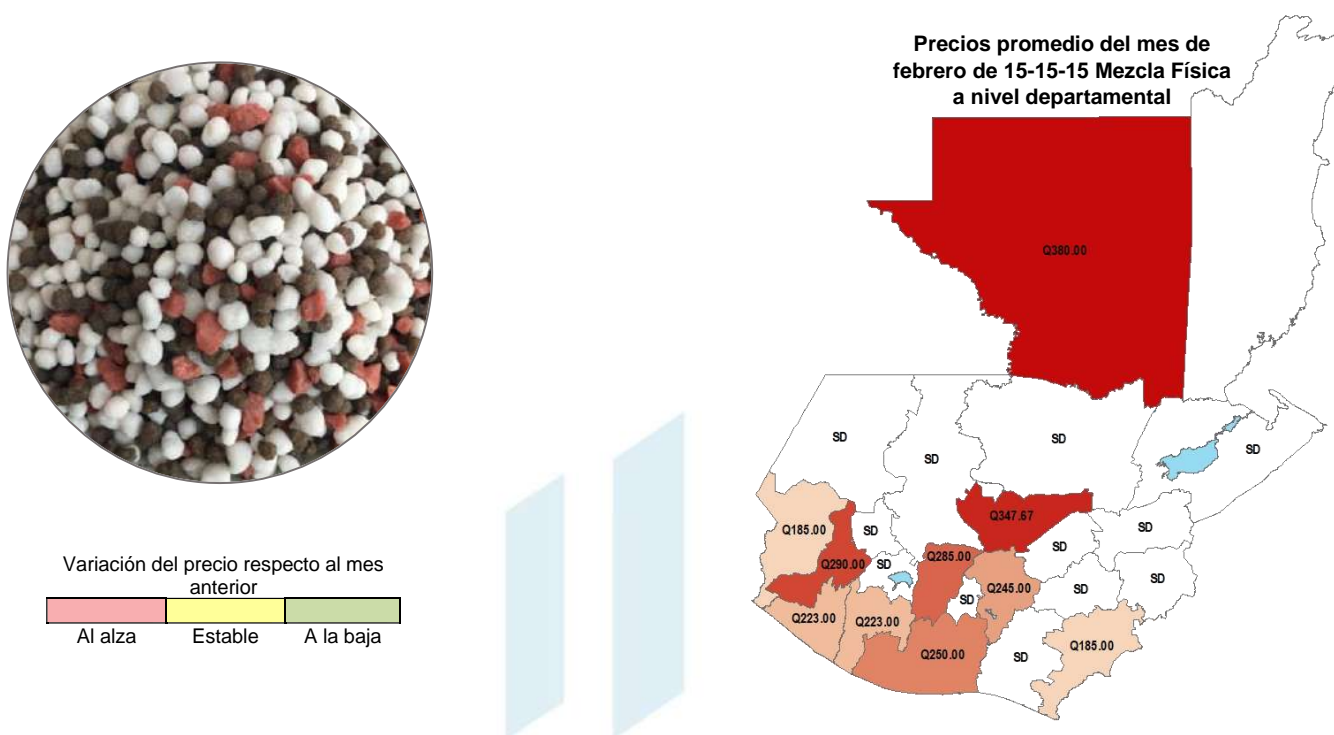 Precios promedio del mes de
febrero de 15-15-15 Mezcla Física
a nivel departamental
Q380.00
SD
SD
SD
SD
Q347.67
Q185.00
SD
SD
SD
Q290.00
SD
Q285.00
SD
Q245.00
SD
SD
Q223.00
Q223.00
Q250.00
SD
Q185.00
Variación del precio respecto al mes
anterior
Al alza
Estable
A la baja